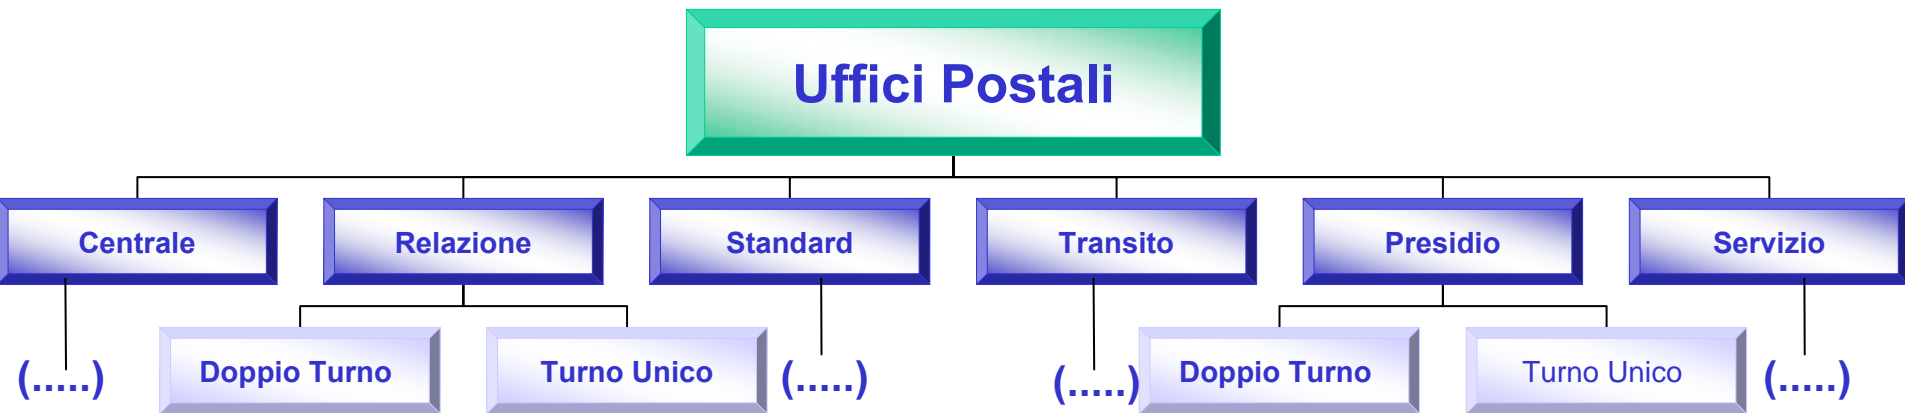 Uffici Postali
Centrale
Relazione
Standard
Transito
Presidio
Servizio
(.....)
Doppio Turno
Turno Unico
(.....)
(.....)
Doppio Turno
Turno Unico
(.....)